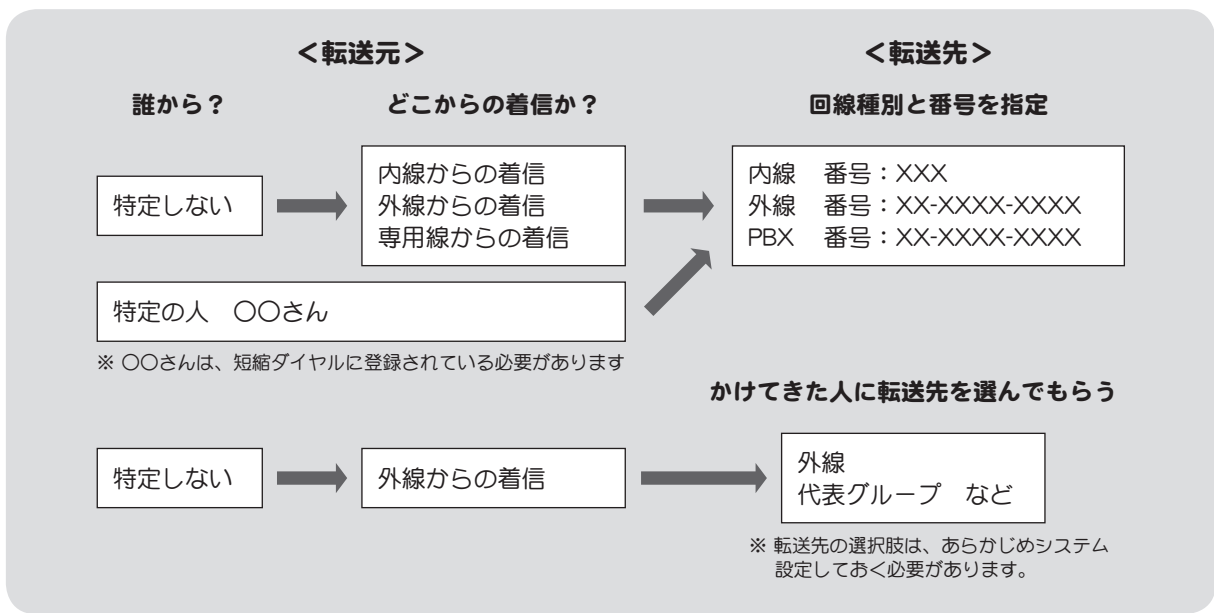 ＜転送元＞
＜転送先＞
誰から？
どこからの着信か？
回線種別と番号を指定
特定しない
内線からの着信
外線からの着信
専用線からの着信
内線　番号：XXX
外線　番号：XX-XXXX-XXXX
PBX　番号：XX-XXXX-XXXX
特定の人　○○さん
※ ○○さんは、短縮ダイヤルに登録されている必要があります
かけてきた人に転送先を選んでもらう
特定しない
外線からの着信
外線
代表グループ　など
※ 転送先の選択肢は、あらかじめシステム
設定しておく必要があります。